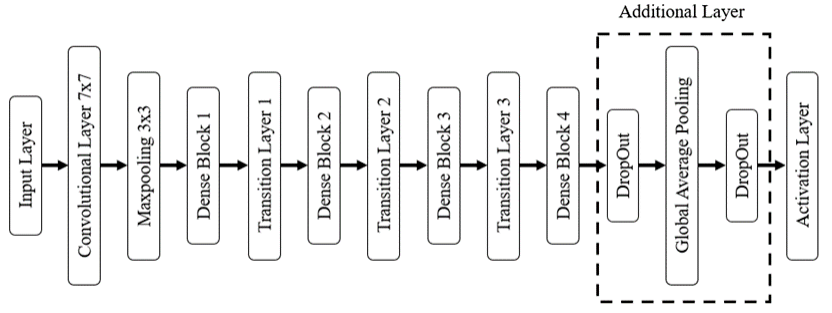 Additional Layer
Input Layer
Convolutional Layer 7x7
Maxpooling 3x3
Dense Block 1
Transition Layer 1
Dense Block 2
Transition Layer 2
Dense Block 3
Transition Layer 3
Dense Block 4
DropOut
Global Average Pooling
DropOut
Activation Layer